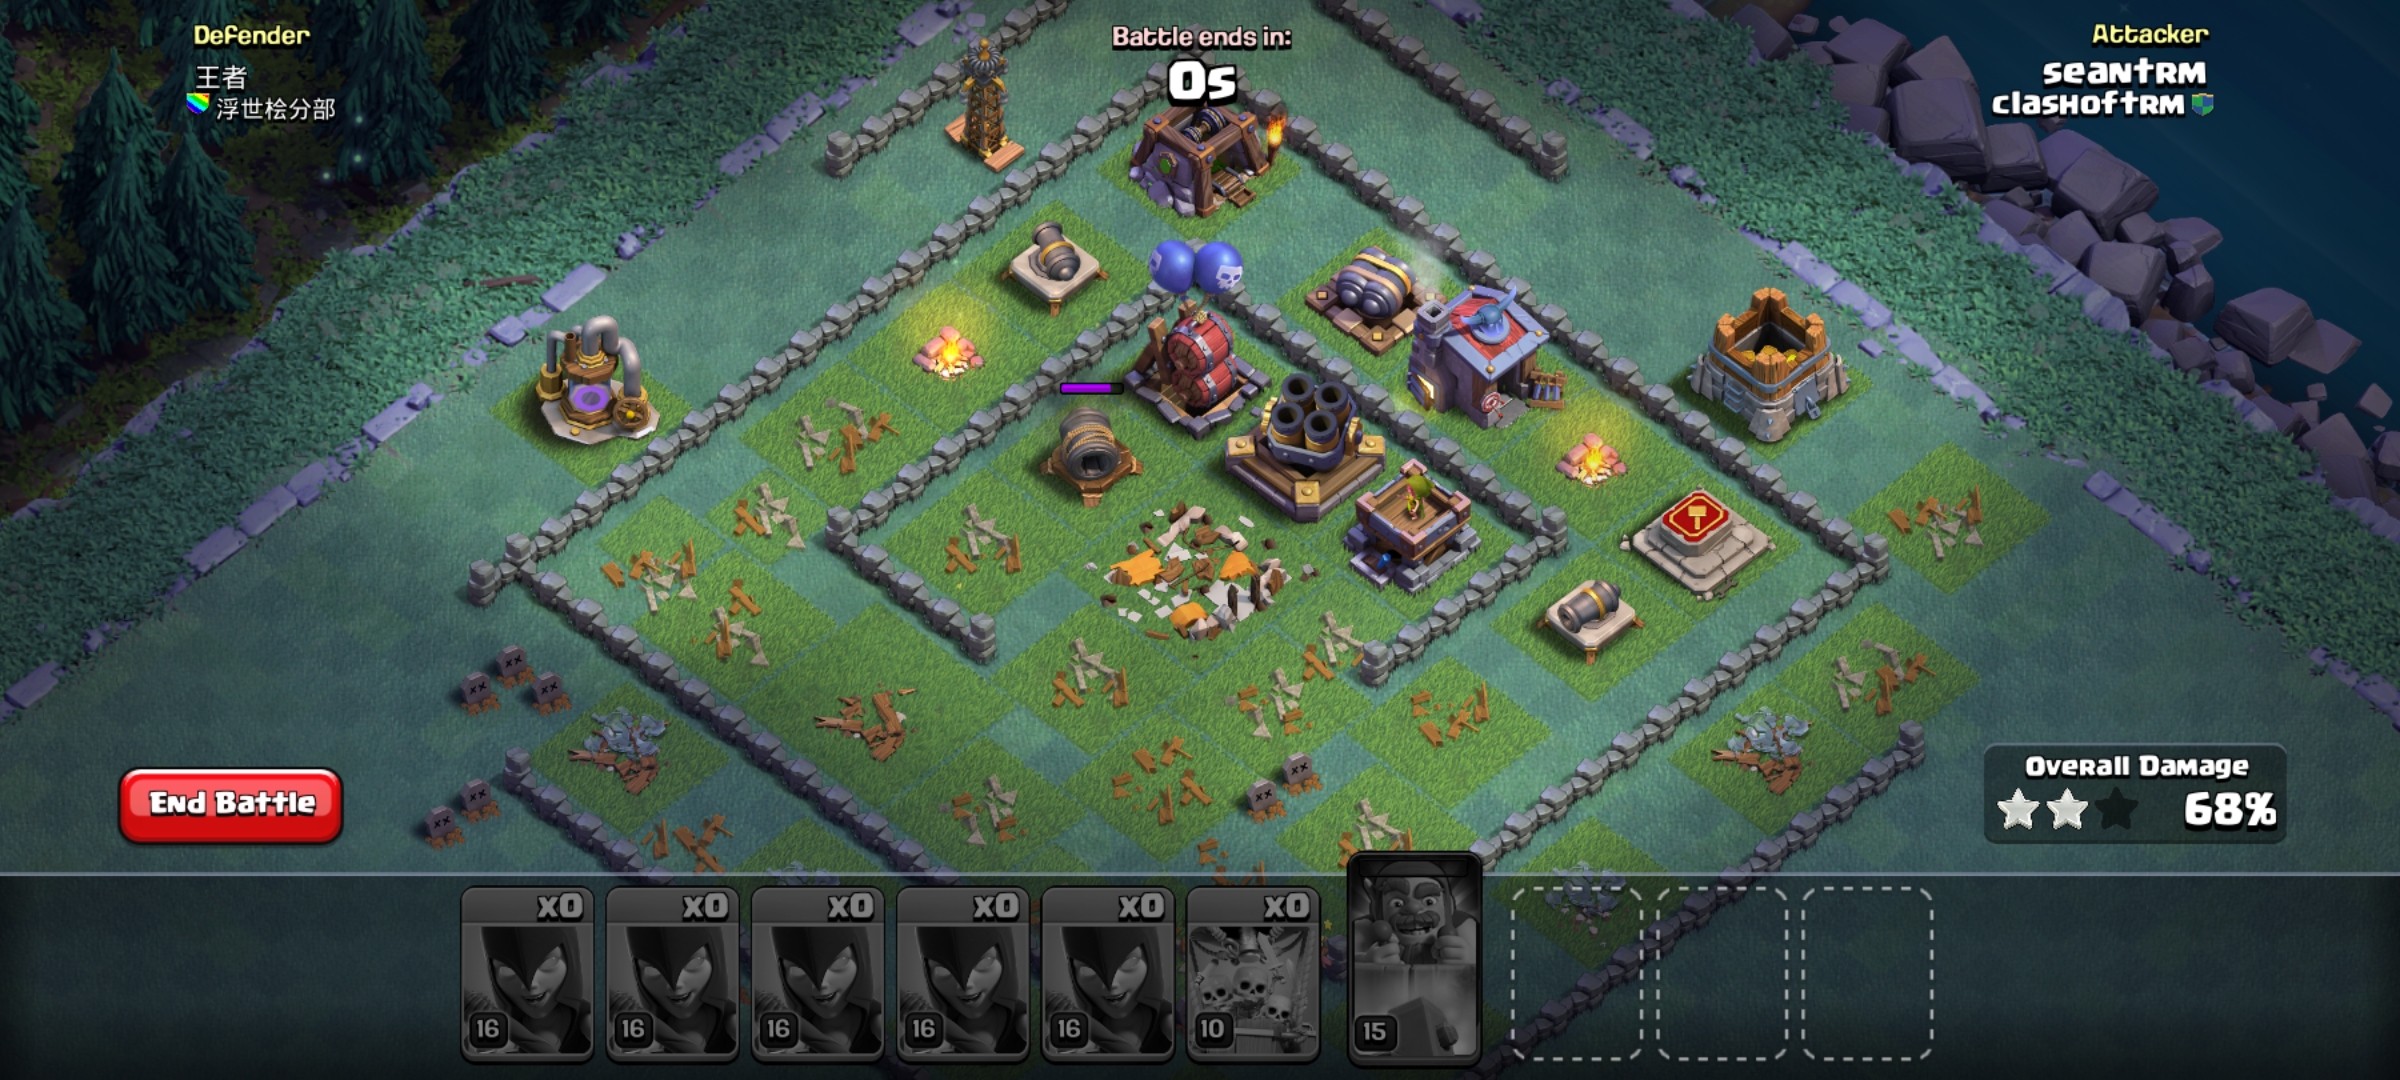 Defender
王者
浮世桧分部
Battle ends in:
0s
Attacker
seantRM
clashoftRM
End Battle
Overall Damage
68%
x0 x0 x0 x0 x0 x0
16 16 16 16 16 10 15